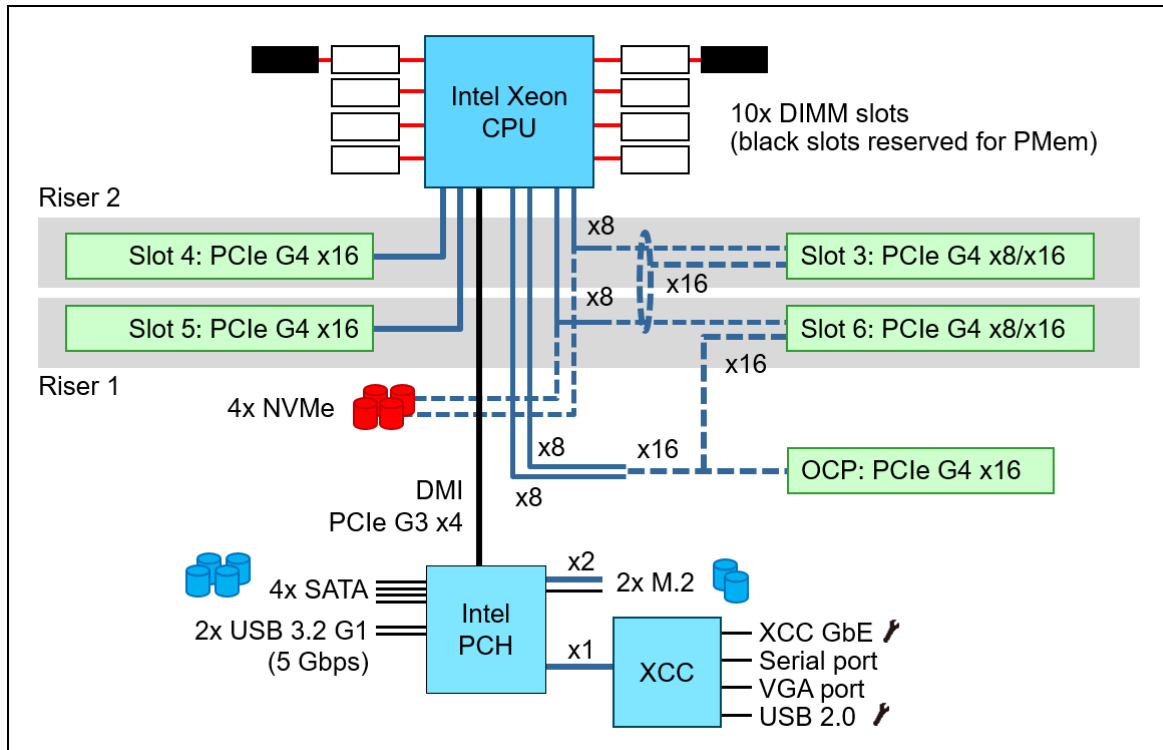 Intel Xeon
CPU
10x DIMM slots
(black slots reserved for PMem)
Riser 2
x8
Slot 4: PCIe G4 x16
Slot 3: PCIe G4 x8/x16
x16
x8
Slot 5: PCIe G4 x16
Slot 6: PCIe G4 x8/x16
x16
Riser 1
4x NVMe
x8
x16
OCP: PCIe G4 x16
x8
DMI
PCIe G3 x4
x2
4x SATA
2x M.2
Intel
PCH
2x USB 3.2 G1
(5 Gbps)
x1
XCC
XCC GbE
Serial port
VGA port
USB 2.0